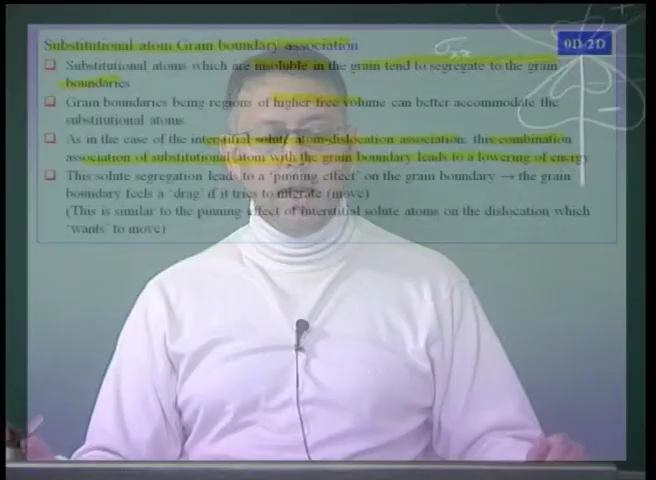 Substitutional atom Grain boundary association
0D-2D
σxx
❑ Substitutional atoms which are insoluble in the grain tend to segregate to the grain
boundaries
❑ Grain boundaries being regions of higher free volume can better accommodate the
substitutional atoms.
❑ As in the case of the interstitial solute atom-dislocation association, this combination
association of substitutional atom with the grain boundary leads to a lowering of energy
❑ This solute segregation leads to a 'pinning effect' on the grain boundary → the grain
boundary feels a 'drag' if it tries to migrate (move)
(This is similar to the pinning effect of interstitial solute atoms on the dislocation which
'wants' to move)